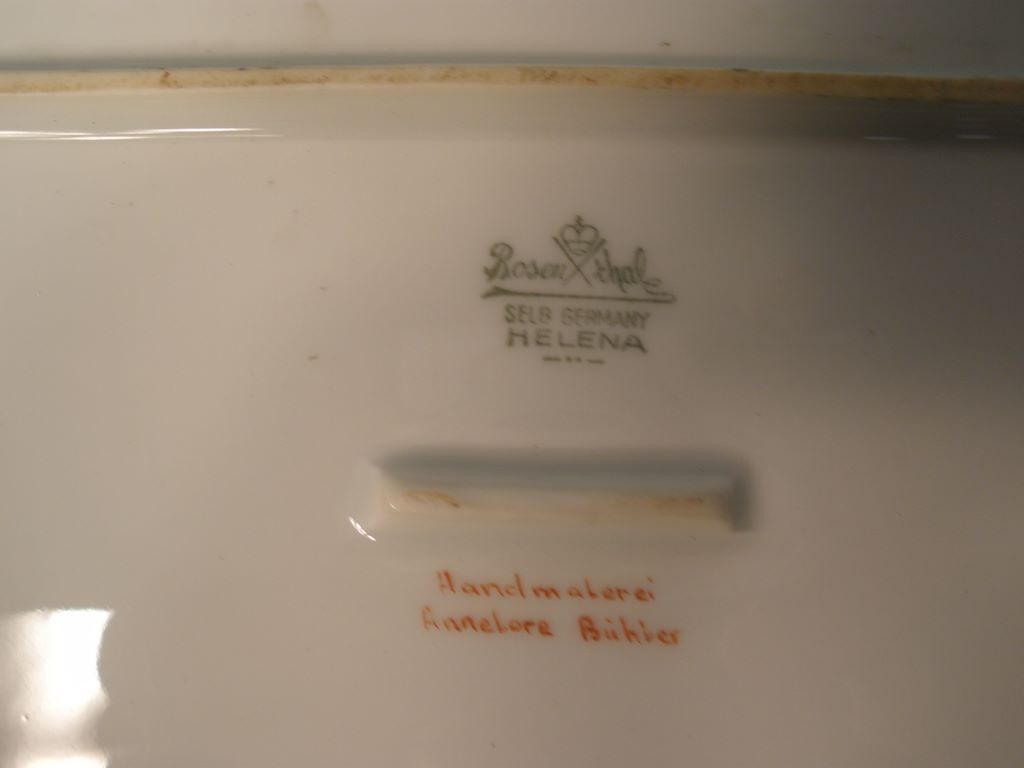 Rosenthal
SELB GERMANY
HELENA
Handmalerei
Annelore Bühler